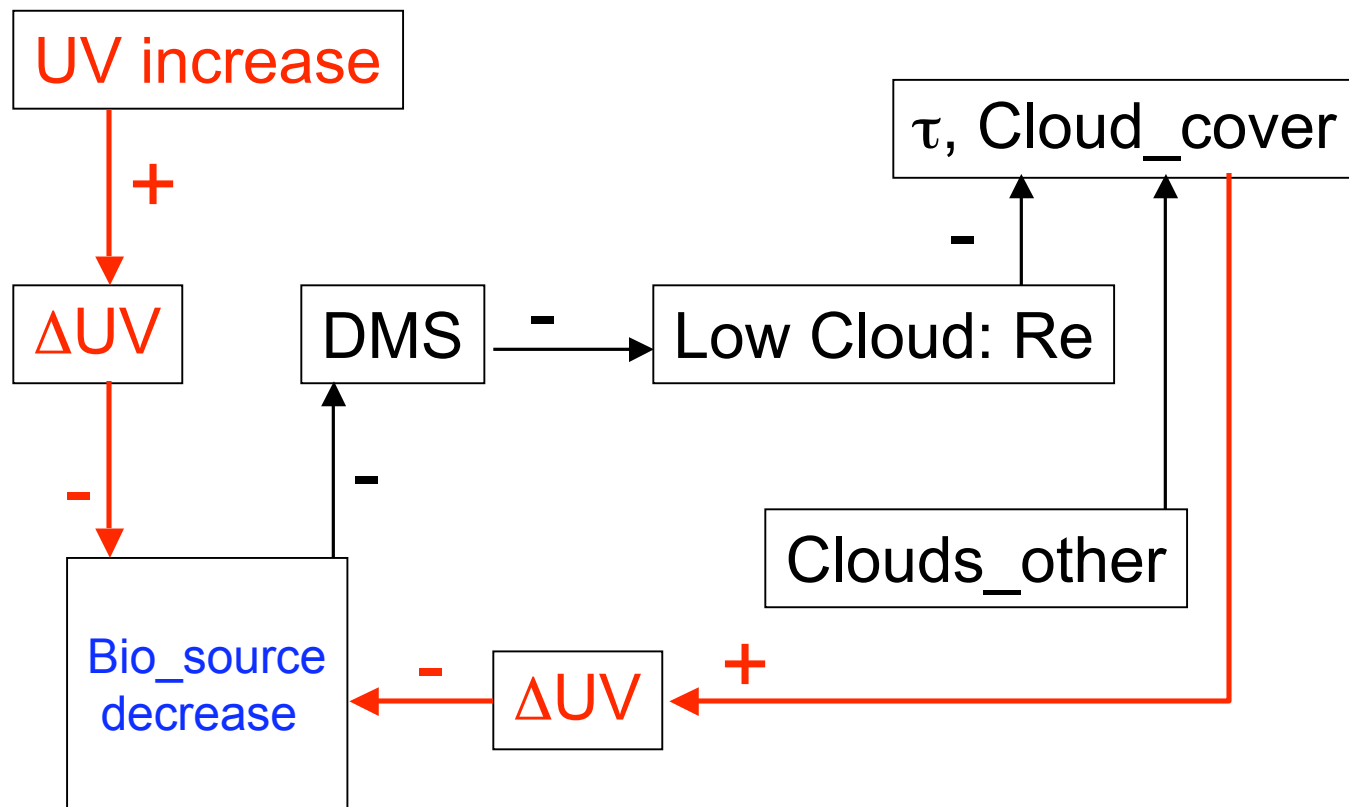 UV increase
τ, Cloud_cover
+
-
ΔUV
DMS
-
Low Cloud: Re
-
-
Clouds_other
Bio_source
decrease
-
ΔUV
+